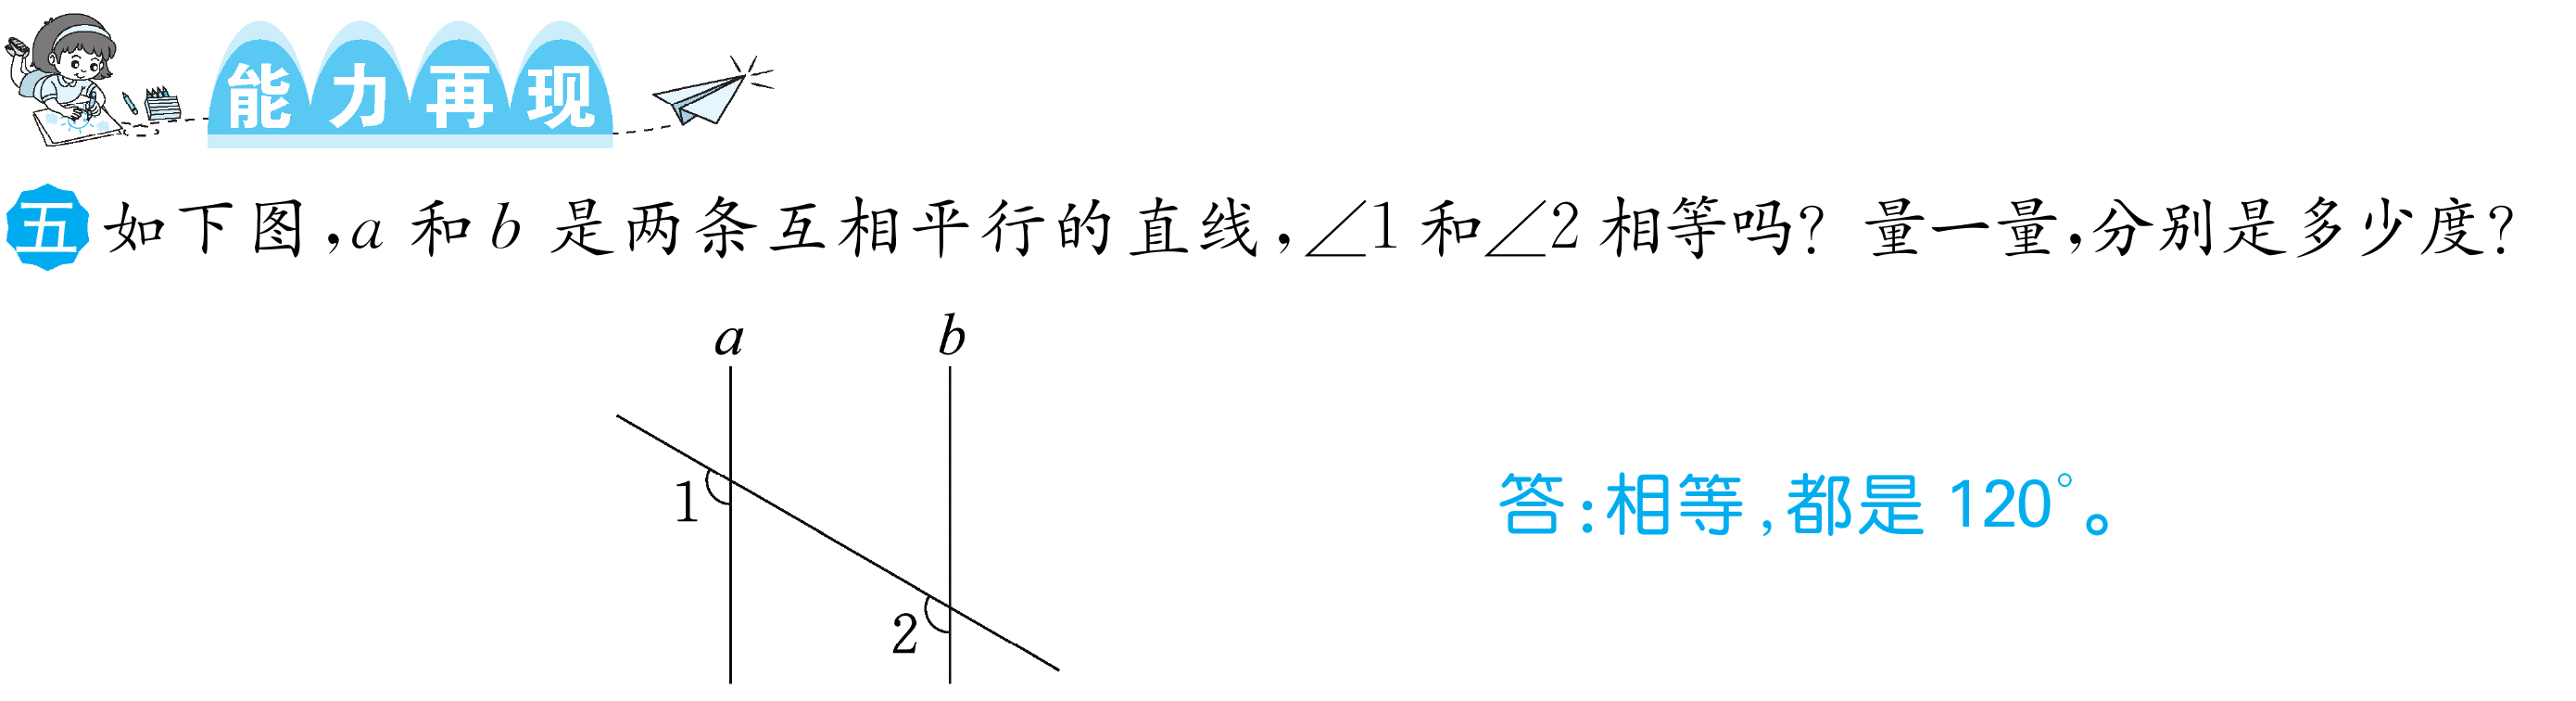 能力再现
五 如下图,a 和 b 是两条互相平行的直线,∠1 和∠2 相等吗? 量一量,分别是多少度?
a b
1
答:相等,都是 120°。
2